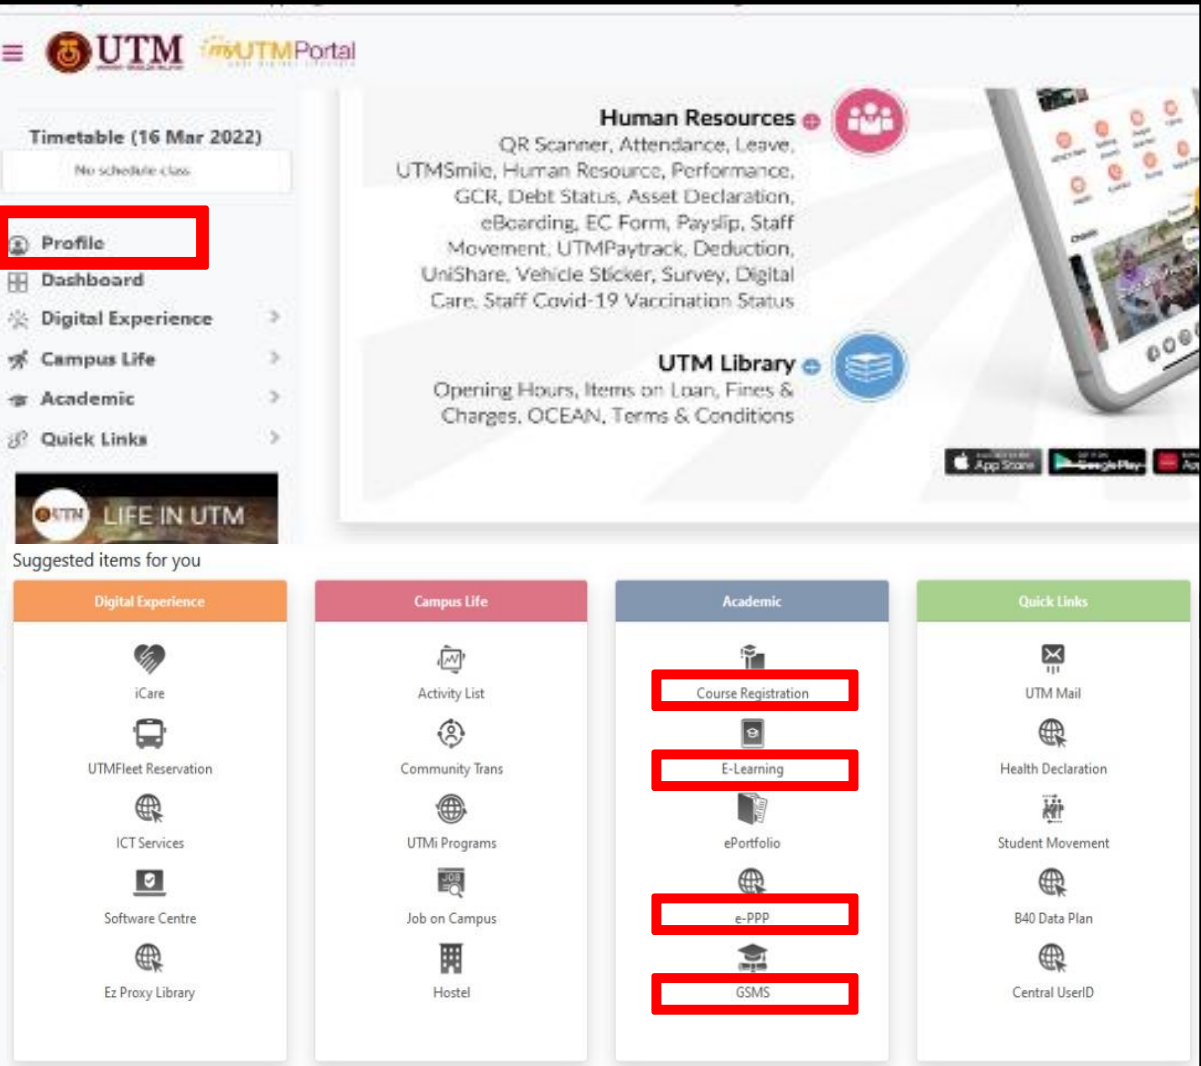 UTM
myUTMPortal
Timetable (16 Mar 2022)
No schedule class
Profile
Dashboard
Digital Experience
Campus Life
Academic
Quick Links
UTM LIFE IN UTM
Human Resources
QR Scanner, Attendance, Leave,
UTMSmile, Human Resource, Performance,
GCR, Debt Status, Asset Declaration,
eBoarding, EC Form, Payslip, Staff
Movement, UTMPaytrack, Deduction,
UniShare, Vehicle Sticker, Survey, Digital
Care, Staff Covid-19 Vaccination Status
UTM Library
Opening Hours, Items on Loan, Fines &
Charges, OCEAN, Terms & Conditions
App Store
Google Play
Suggested items for you
Digital Experience
iCare
UTMFleet Reservation
ICT Services
Software Centre
Ez Proxy Library
Campus Life
Activity List
Community Trans
UTMi Programs
JOB
Job on Campus
Hostel
Academic
Course Registration
E-Learning
ePortfolio
e-PPP
GSMS
Quick Links
UTM Mail
Health Declaration
Student Movement
B40 Data Plan
Central UserID